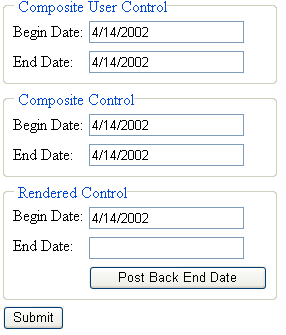 Composite User Control
Begin Date: 4/14/2002
End Date: 4/14/2002
Composite Control
Begin Date: 4/14/2002
End Date: 4/14/2002
Rendered Control
Begin Date: 4/14/2002
End Date:
Post Back End Date
Submit